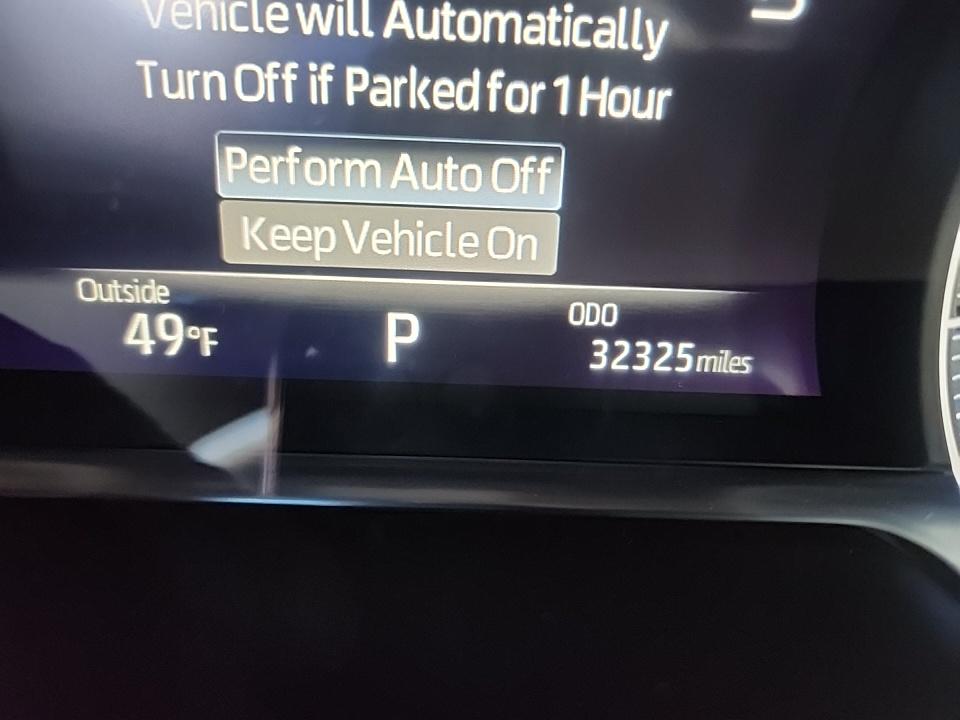 Vehicle will Automatically
Turn Off if Parked for 1 Hour
Perform Auto Off
Keep Vehicle On
Outside
49°F
P
ODO
32325 miles